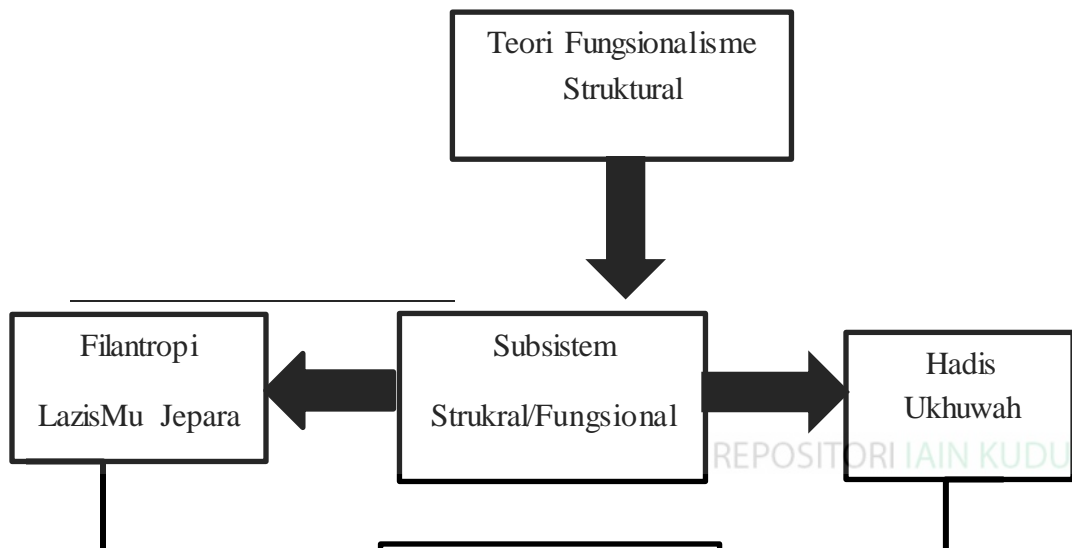 Teori Fungsionalisme
Struktural
Filantropi
LazisMu Jepara
Subsistem
Strukral/Fungsional
Hadis
Ukhuwah
REPOSITORI IAIN KUDU